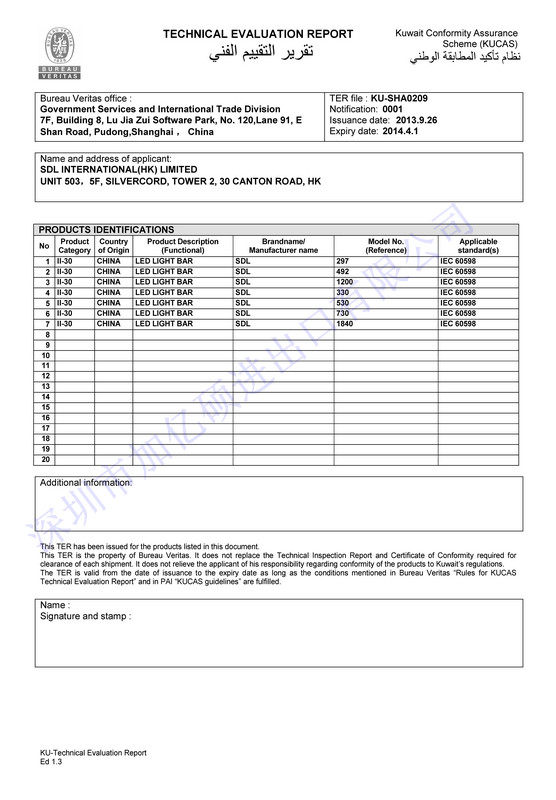 TECHNICAL EVALUATION REPORT
تقرير التقييم الفني
Kuwait Conformity Assurance
Scheme (KUCAS)
نظام تأكيد المطابقة الوطني
BUREAU
VERITAS
Bureau Veritas office :
Government Services and International Trade Division
7F, Building 8, Lu Jia Zui Software Park, No. 120,Lane 91, E
Shan Road, Pudong,Shanghai， China
TER file : KU-SHA0209
Notification: 0001
Issuance date: 2013.9.26
Expiry date: 2014.4.1
Name and address of applicant:
SDL INTERNATIONAL(HK) LIMITED
UNIT 503，5F, SILVERCORD, TOWER 2, 30 CANTON ROAD, HK
PRODUCTS IDENTIFICATIONS
No Product Category Country of Origin Product Description (Functional) Brandname/ Manufacturer name Model No. (Reference) Applicable standard(s)
1 II-30 CHINA LED LIGHT BAR SDL 297 IEC 60598
2 II-30 CHINA LED LIGHT BAR SDL 492 IEC 60598
3 II-30 CHINA LED LIGHT BAR SDL 1200 IEC 60598
4 II-30 CHINA LED LIGHT BAR SDL 330 IEC 60598
5 II-30 CHINA LED LIGHT BAR SDL 530 IEC 60598
6 II-30 CHINA LED LIGHT BAR SDL 730 IEC 60598
7 II-30 CHINA LED LIGHT BAR SDL 1840 IEC 60598
8
9
10
11
12
13
14
15
16
17
18
19
20
Additional information:
This TER has been issued for the products listed in this document.
This TER is the property of Bureau Veritas. It does not replace the Technical Inspection Report and Certificate of Conformity required for
clearance of each shipment. It does not relieve the applicant of his responsibility regarding conformity of the products to Kuwait's regulations.
The TER is valid from the date of issuance to the expiry date as long as the conditions mentioned in Bureau Veritas “Rules for KUCAS
Technical Evaluation Report” and in PAI “KUCAS guidelines” are fulfilled.
Name :
Signature and stamp :
KU-Technical Evaluation Report
Ed 1.3
深圳市加亿硕进出口有限公司